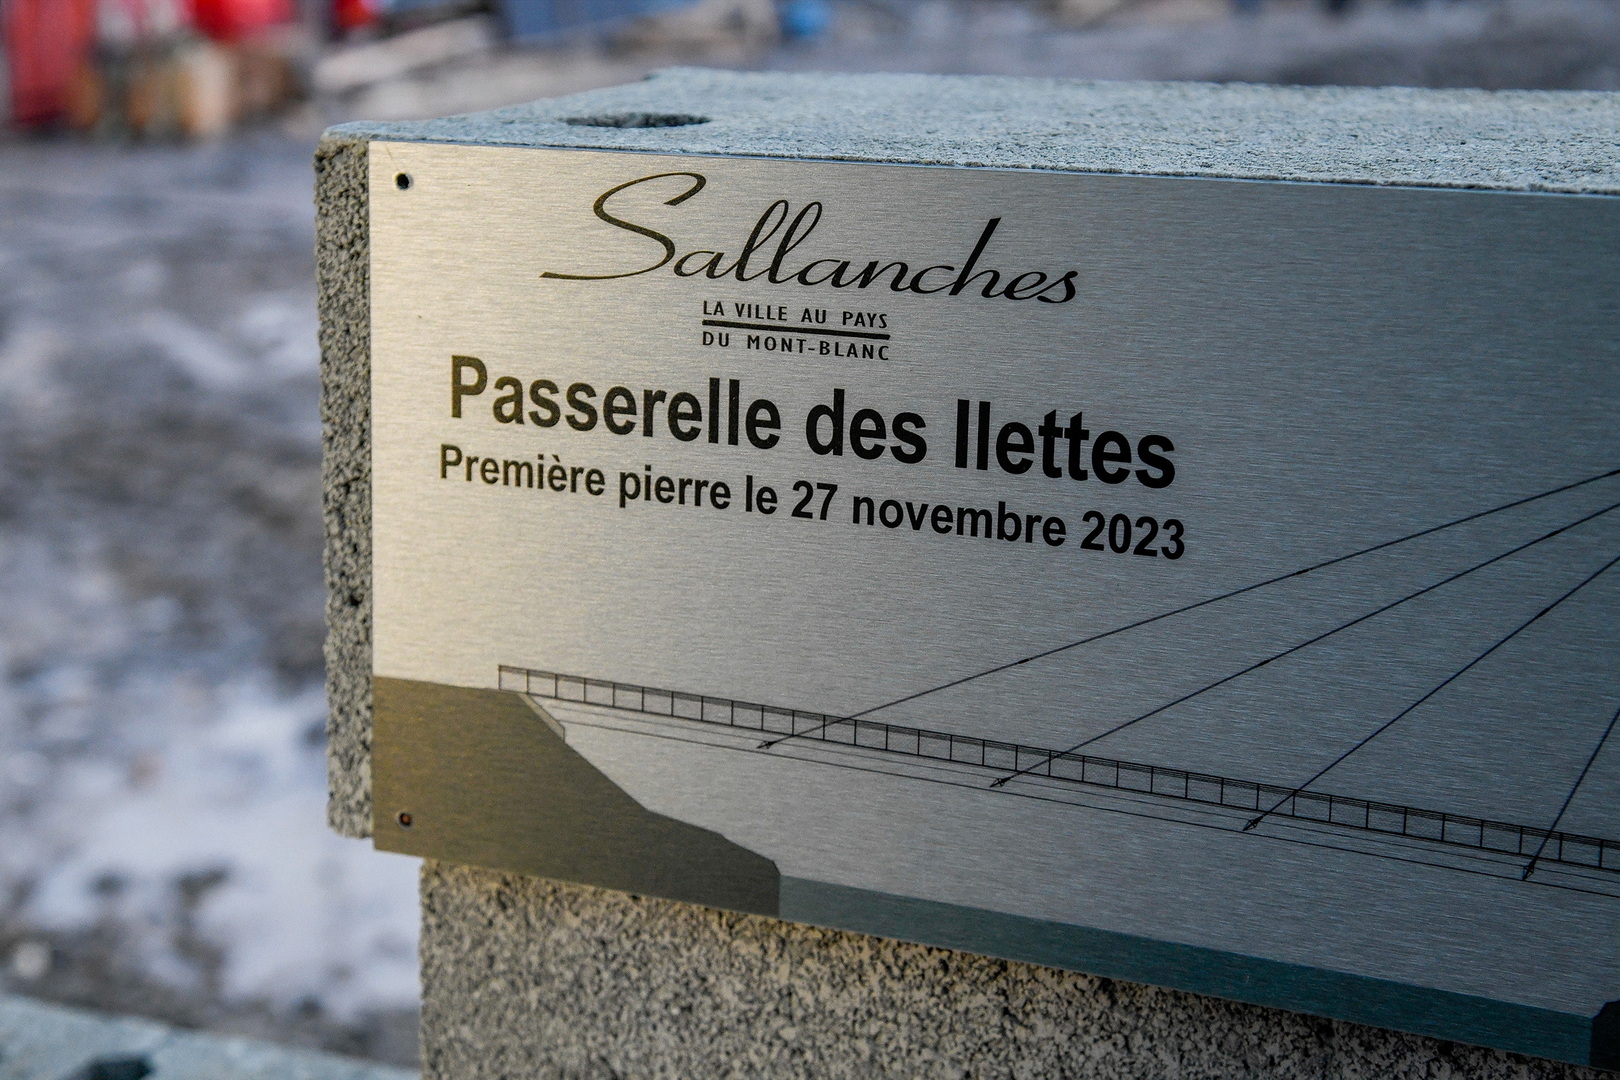 Sallanches
LA VILLE AU PAYS
DU MONT-BLANC
Passerelle des Ilettes
Première pierre le 27 novembre 2023